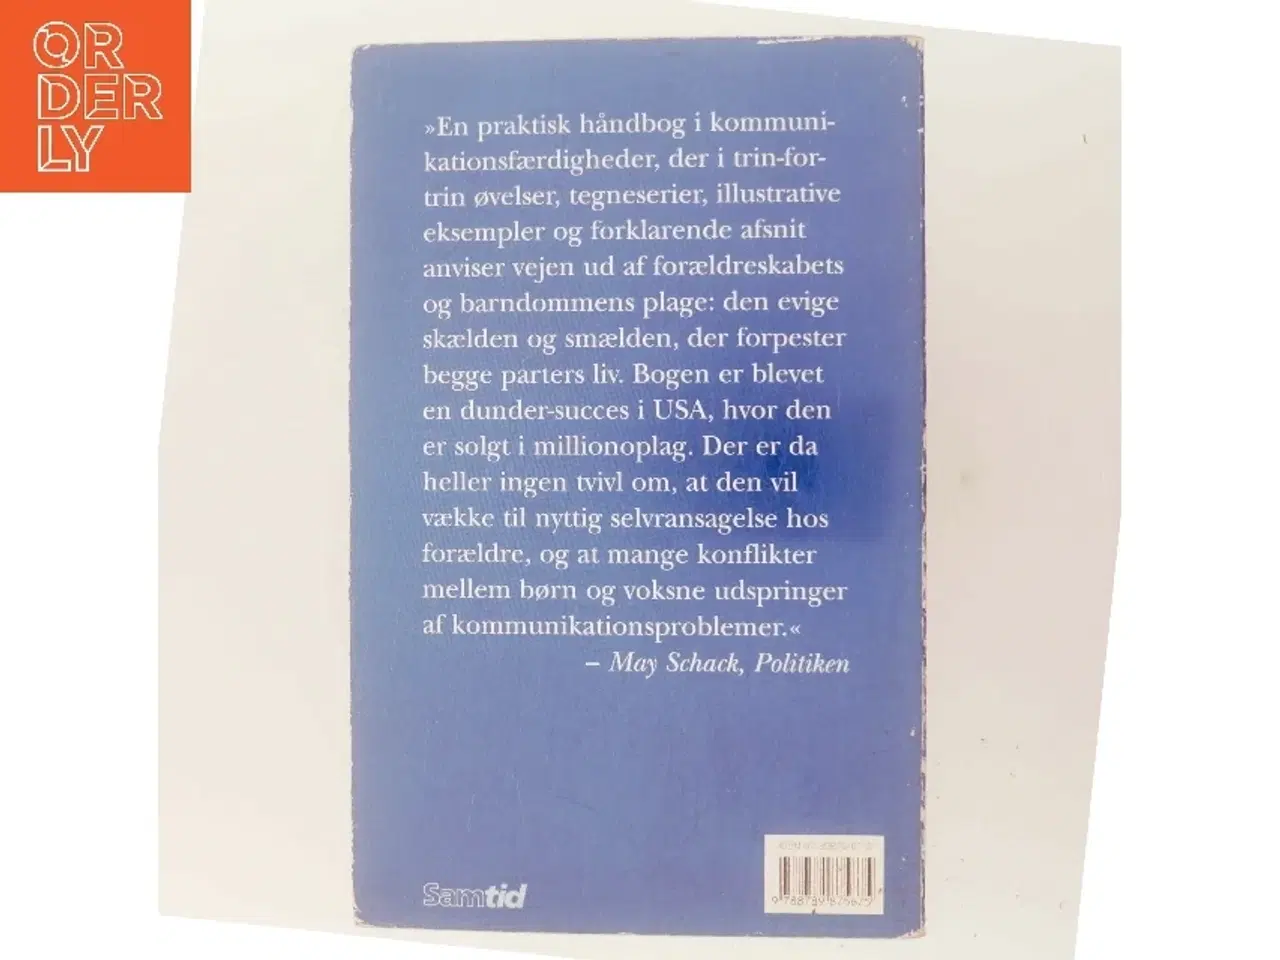 ORDERLY
»En praktisk håndbog i kommuni-
kationsfærdigheder, der i trin-for-
trin øvelser, tegneserier, illustrative
eksempler og forklarende afsnit
anviser vejen ud af forældreskabets
og barndommens plage: den evige
skælden og smælden, der forpester
begge parters liv. Bogen er blevet
en dunder-succes i USA, hvor den
er solgt i millionoplag. Der er da
heller ingen tvivl om, at den vil
vække til nyttig selvransagelse hos
forældre, og at mange konflikter
mellem børn og voksne udspringer
af kommunikationsproblemer.«
– May Schack, Politiken
Samtid